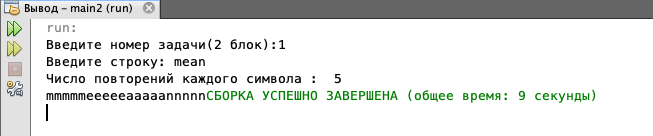 Вывод – main2 (run)
run:
Введите номер задачи(2 блок):1
Введите строку: mean
Число повторений каждого символа :  5
mmmmmeeeeeaaaaannnnnСБОРКА УСПЕШНО ЗАВЕРШЕНА (общее время: 9 секунды)